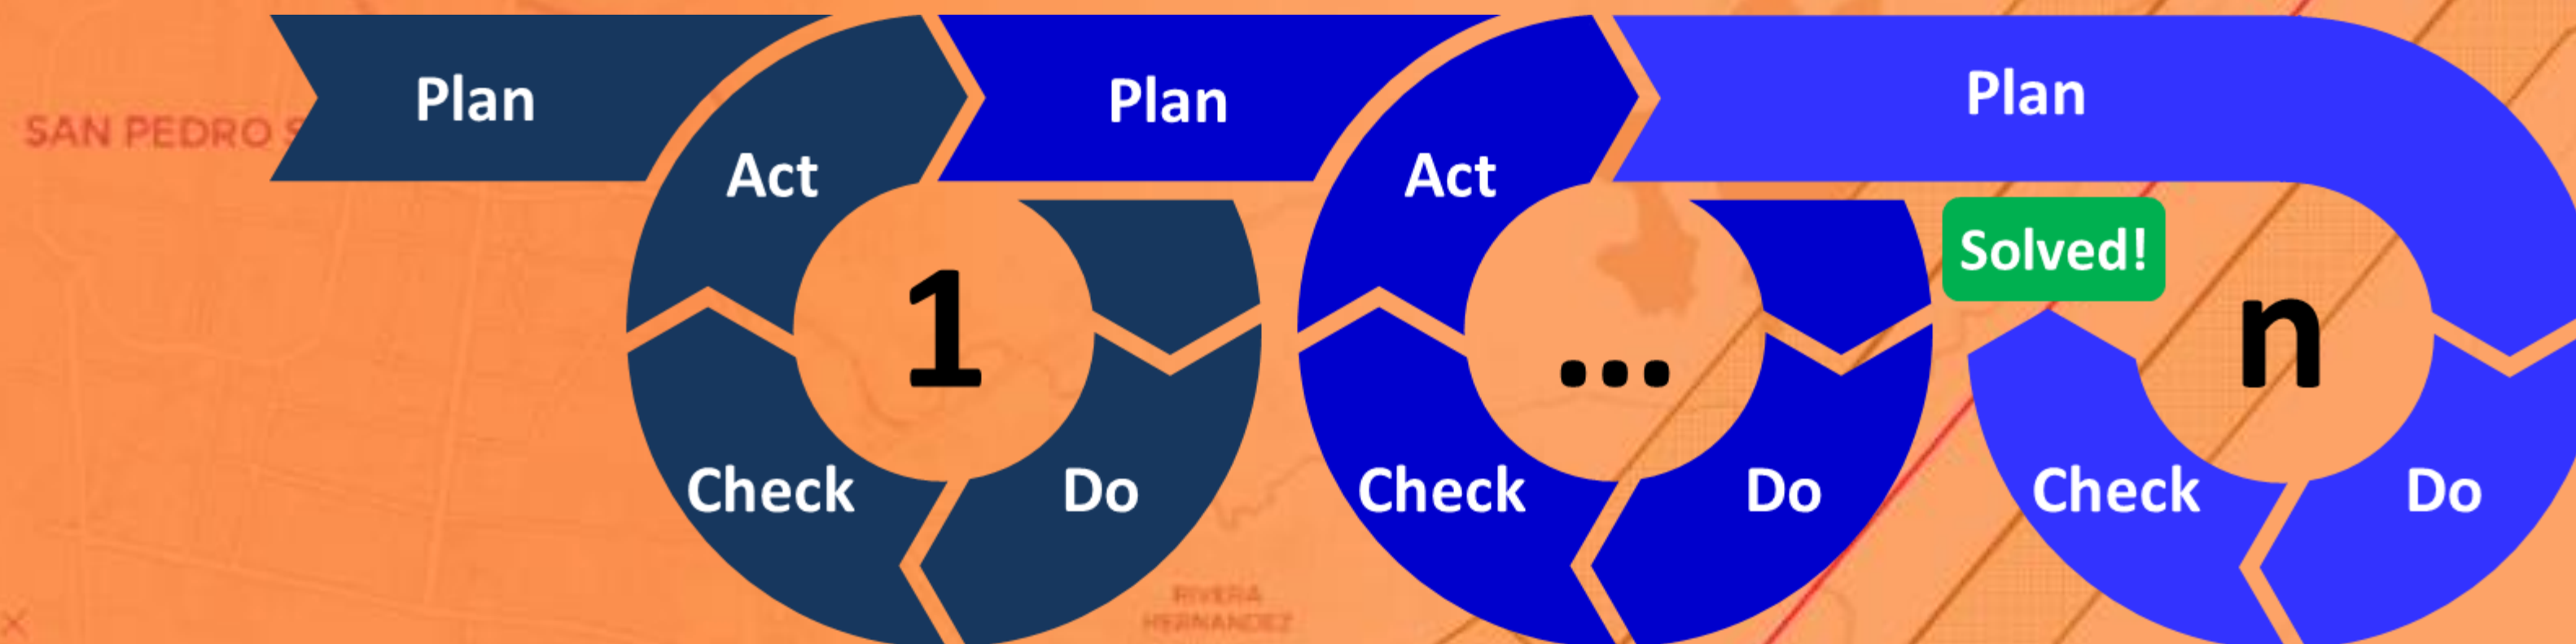 Plan
Plan
Plan
SAN PEDRO S
Act
Act
Solved!
1
...
n
Check
Do
Check
Do
Check
Do
RIVERA
HERNANDEZ